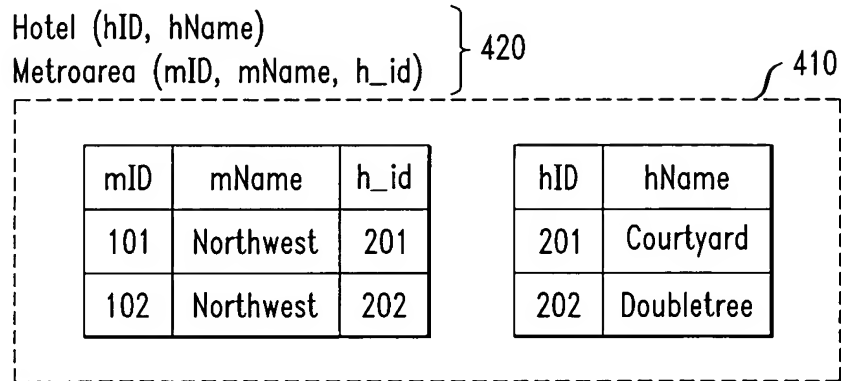 Hotel (hID, hName)
Metroarea (mID, mName, h_id)
420
410
mID mName h_id
101 Northwest 201
102 Northwest 202
hID hName
201 Courtyard
202 Doubletree